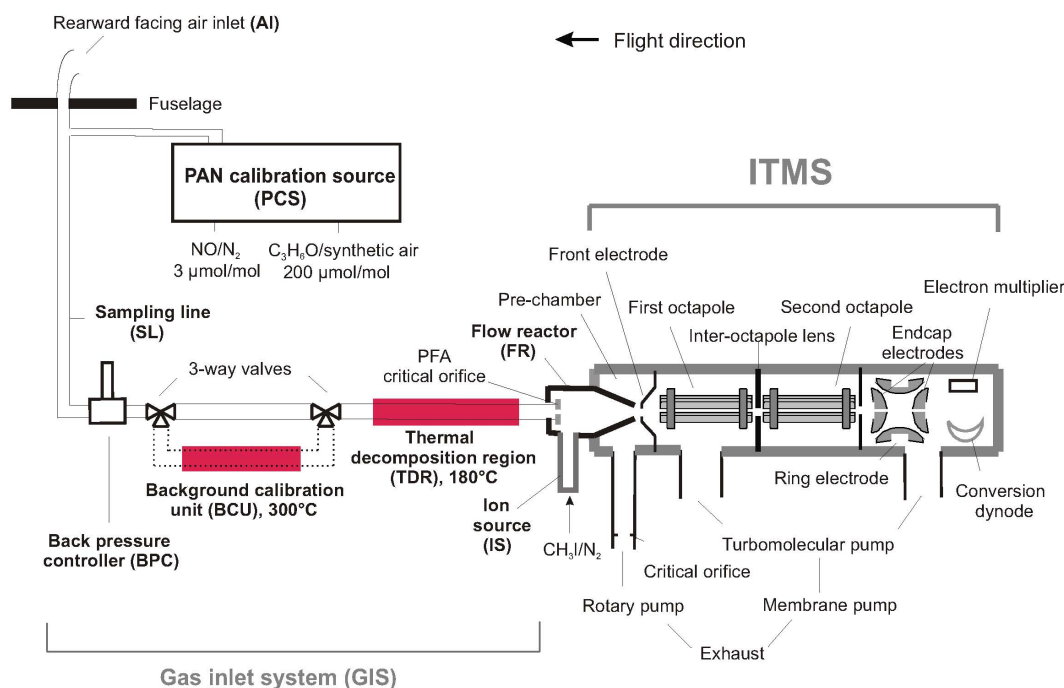 Rearward facing air inlet (AI)
Flight direction
Fuselage
PAN calibration source
(PCS)
NO/N₂
3 µmol/mol
C₃H₆O/synthetic air
200 µmol/mol
ITMS
Sampling line
(SL)
3-way valves
PFA
critical orifice
Flow reactor
(FR)
Pre-chamber
Front electrode
First octapole
Inter-octapole lens
Second octapole
Electron multiplier
Endcap
electrodes
Thermal
decomposition region
(TDR), 180°C
Background calibration
unit (BCU), 300°C
Back pressure
controller (BPC)
Ion
source
(IS)
CH₃I/N₂
Ring electrode
Conversion
dynode
Turbomolecular pump
Critical orifice
Rotary pump
Membrane pump
Exhaust
Gas inlet system (GIS)